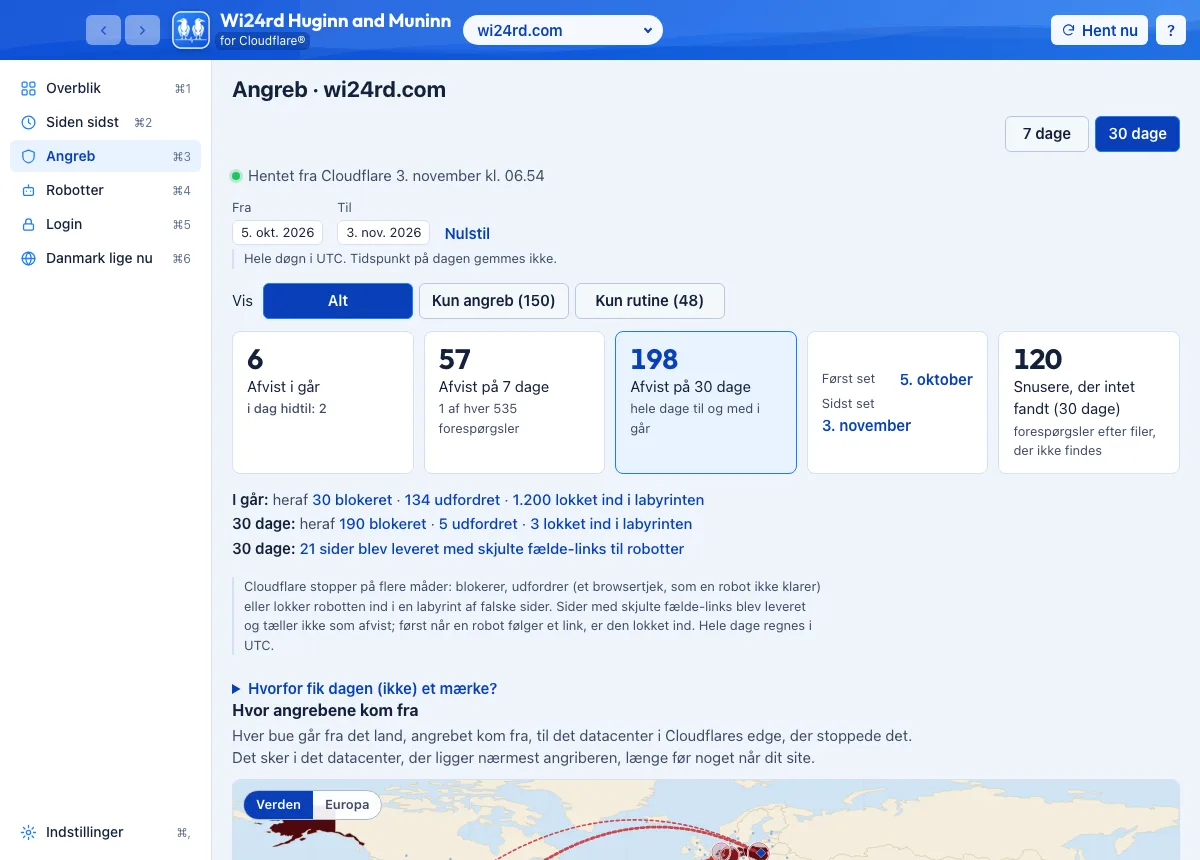 Wi24rd Huginn and Muninn
for Cloudflare®
wi24rd.com
Hent nu
?
Overblik ⌘1
Siden sidst ⌘2
Angreb ⌘3
Robotter ⌘4
Login ⌘5
Danmark lige nu ⌘6
Indstillinger ⌘,
Angreb · wi24rd.com
7 dage
30 dage
Hentet fra Cloudflare 3. november kl. 06.54
Fra
Til
5. okt. 2026
3. nov. 2026
Nulstil
Hele døgn i UTC. Tidspunkt på dagen gemmes ikke.
Vis
Alt
Kun angreb (150)
Kun rutine (48)
6
Afvist i går
i dag hidtil: 2
57
Afvist på 7 dage
1 af hver 535
forespørgsler
198
Afvist på 30 dage
hele dage til og med i
går
Først set 5. oktober
Sidst set
3. november
120
Snusere, der intet
fandt (30 dage)
forespørgsler efter filer,
der ikke findes
I går: heraf 30 blokeret · 134 udfordret · 1.200 lokket ind i labyrinten
30 dage: heraf 190 blokeret · 5 udfordret · 3 lokket ind i labyrinten
30 dage: 21 sider blev leveret med skjulte fælde-links til robotter
Cloudflare stopper på flere måder: blokerer, udfordrer (et browsertjek, som en robot ikke klarer)
eller lokker robotten ind i en labyrint af falske sider. Sider med skjulte fælde-links blev leveret
og tæller ikke som afvist; først når en robot følger et link, er den lokket ind. Hele dage regnes i
UTC.
Hvorfor fik dagen (ikke) et mærke?
Hvor angrebene kom fra
Hver bue går fra det land, angrebet kom fra, til det datacenter i Cloudflares edge, der stoppede det.
Det sker i det datacenter, der ligger nærmest angriberen, længe før noget når dit site.
Verden
Europa